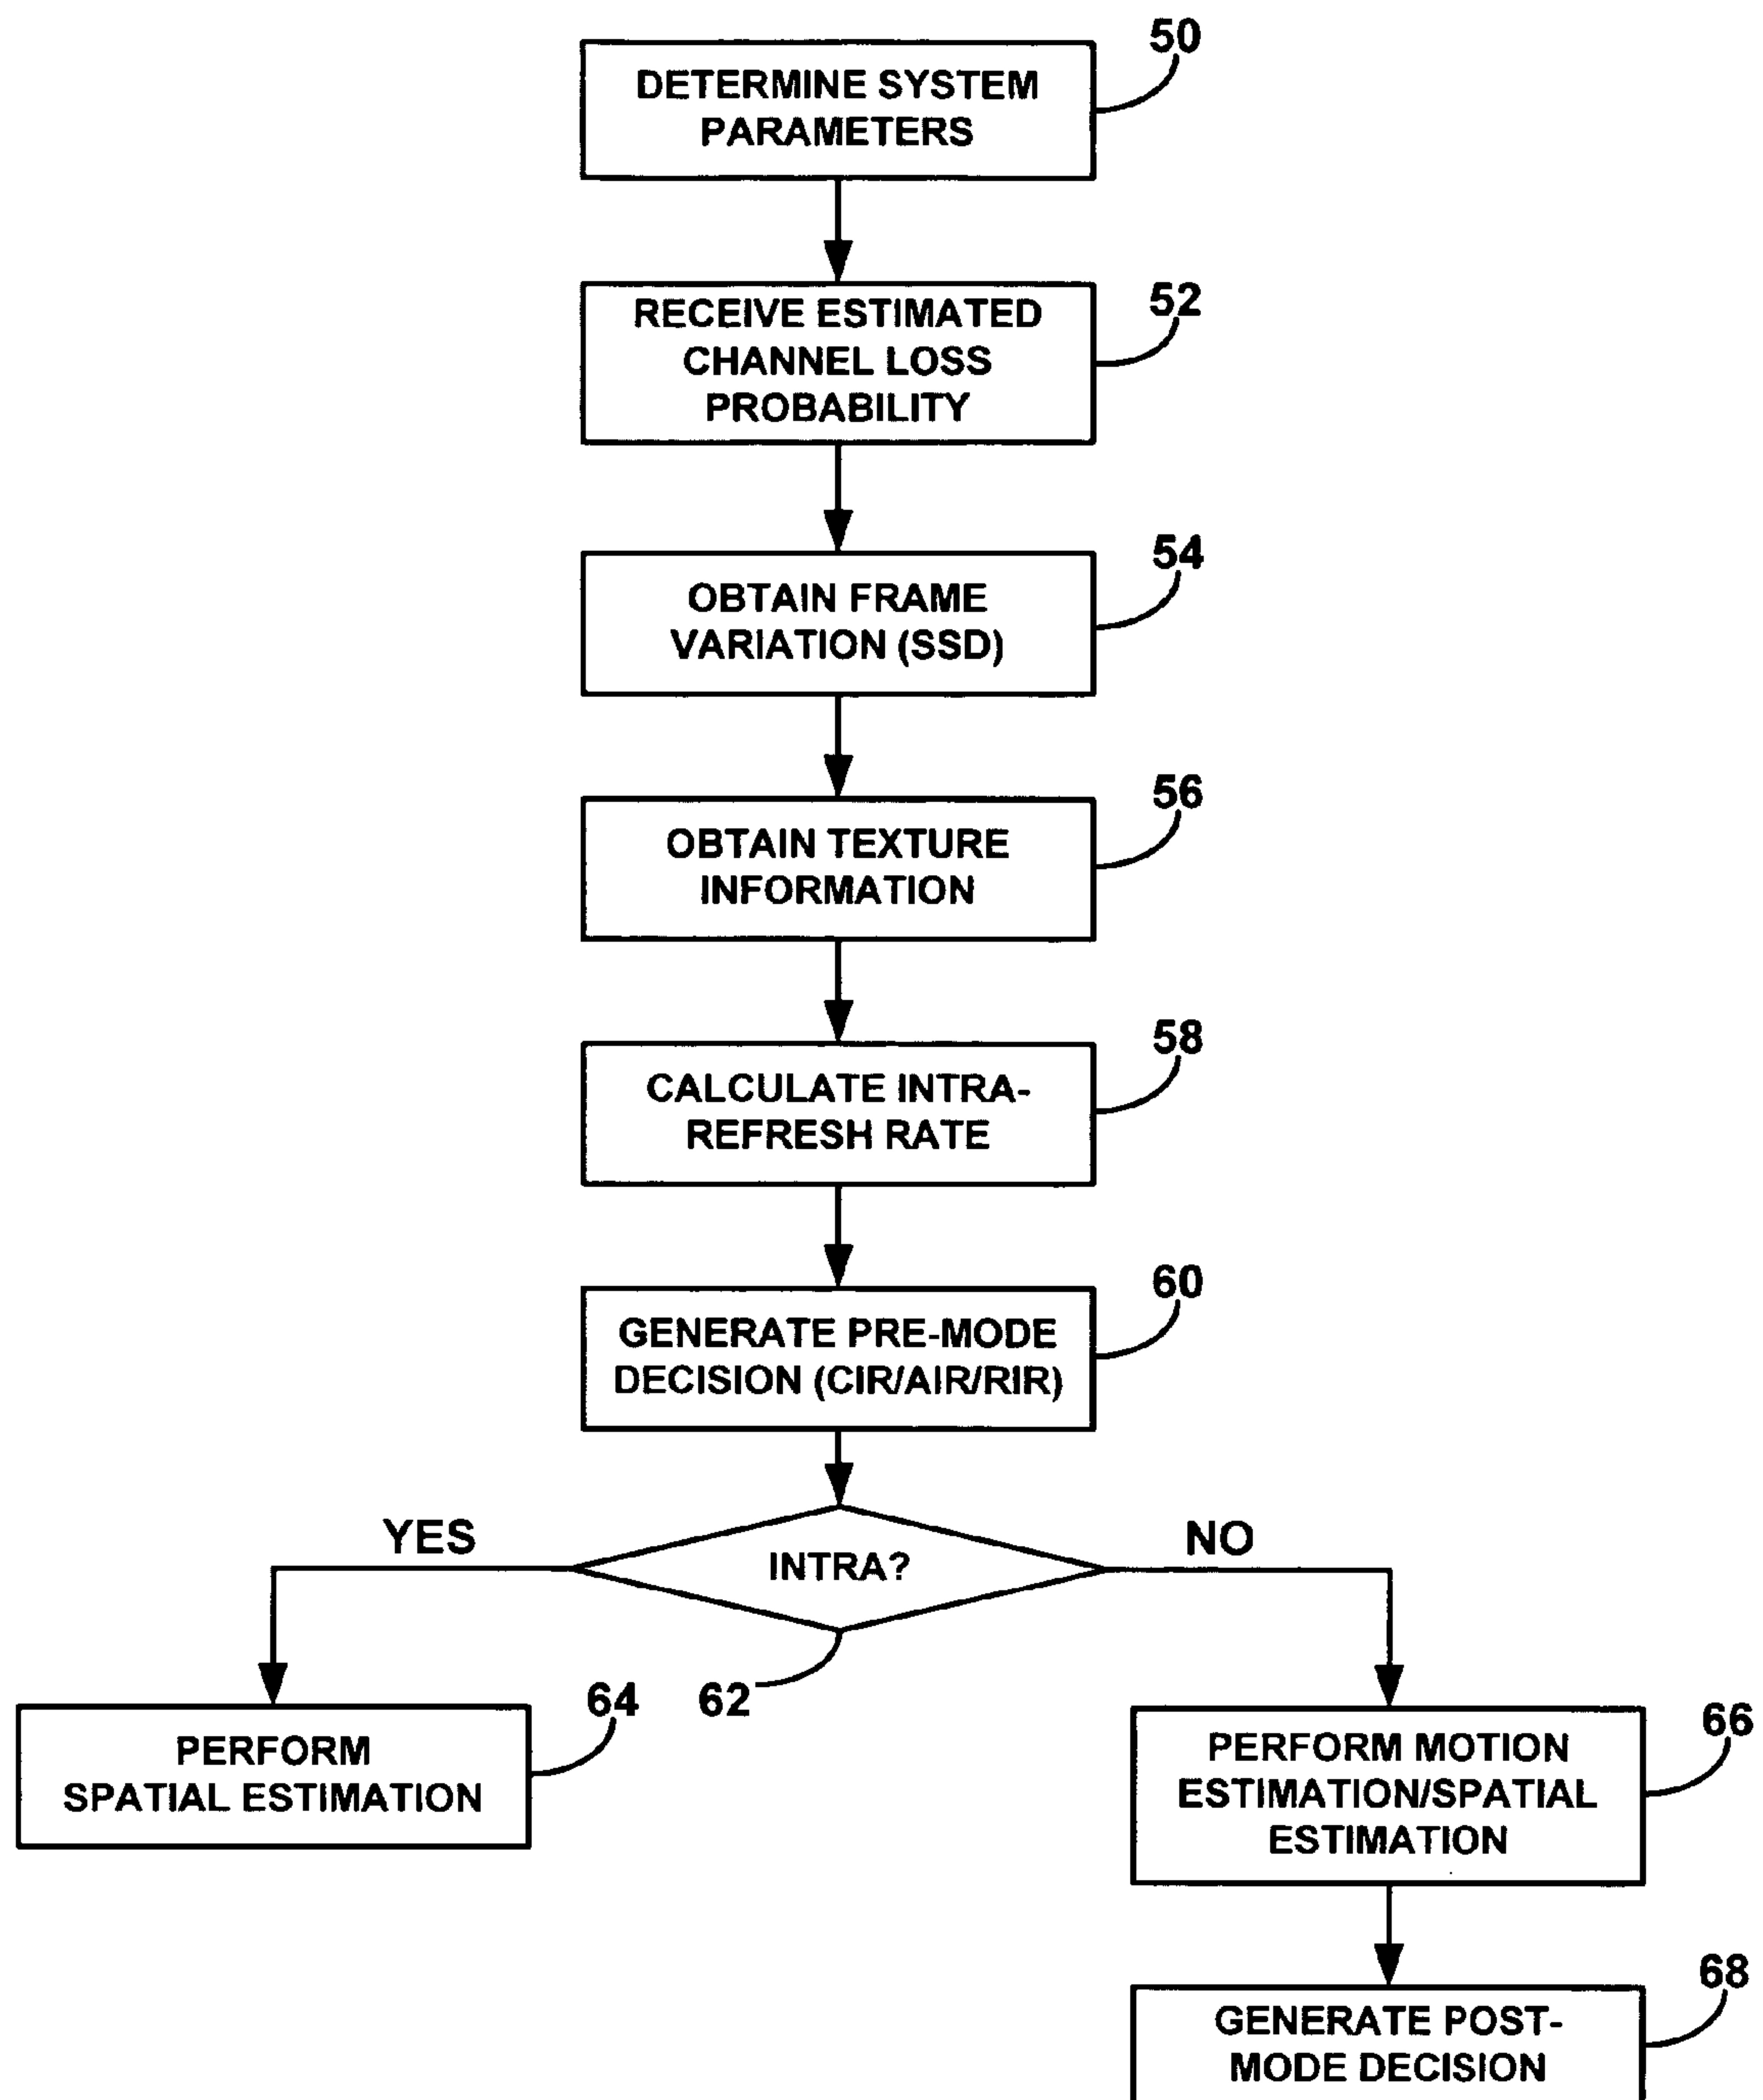 50
DETERMINE SYSTEM
PARAMETERS
52
RECEIVE ESTIMATED
CHANNEL LOSS
PROBABILITY
54
OBTAIN FRAME
VARIATION (SSD)
56
OBTAIN TEXTURE
INFORMATION
58
CALCULATE INTRA-
REFRESH RATE
60
GENERATE PRE-MODE
DECISION (CIR/AIR/RIR)
YES
INTRA?
NO
62
64
PERFORM
SPATIAL ESTIMATION
66
PERFORM MOTION
ESTIMATION/SPATIAL
ESTIMATION
68
GENERATE POST-
MODE DECISION